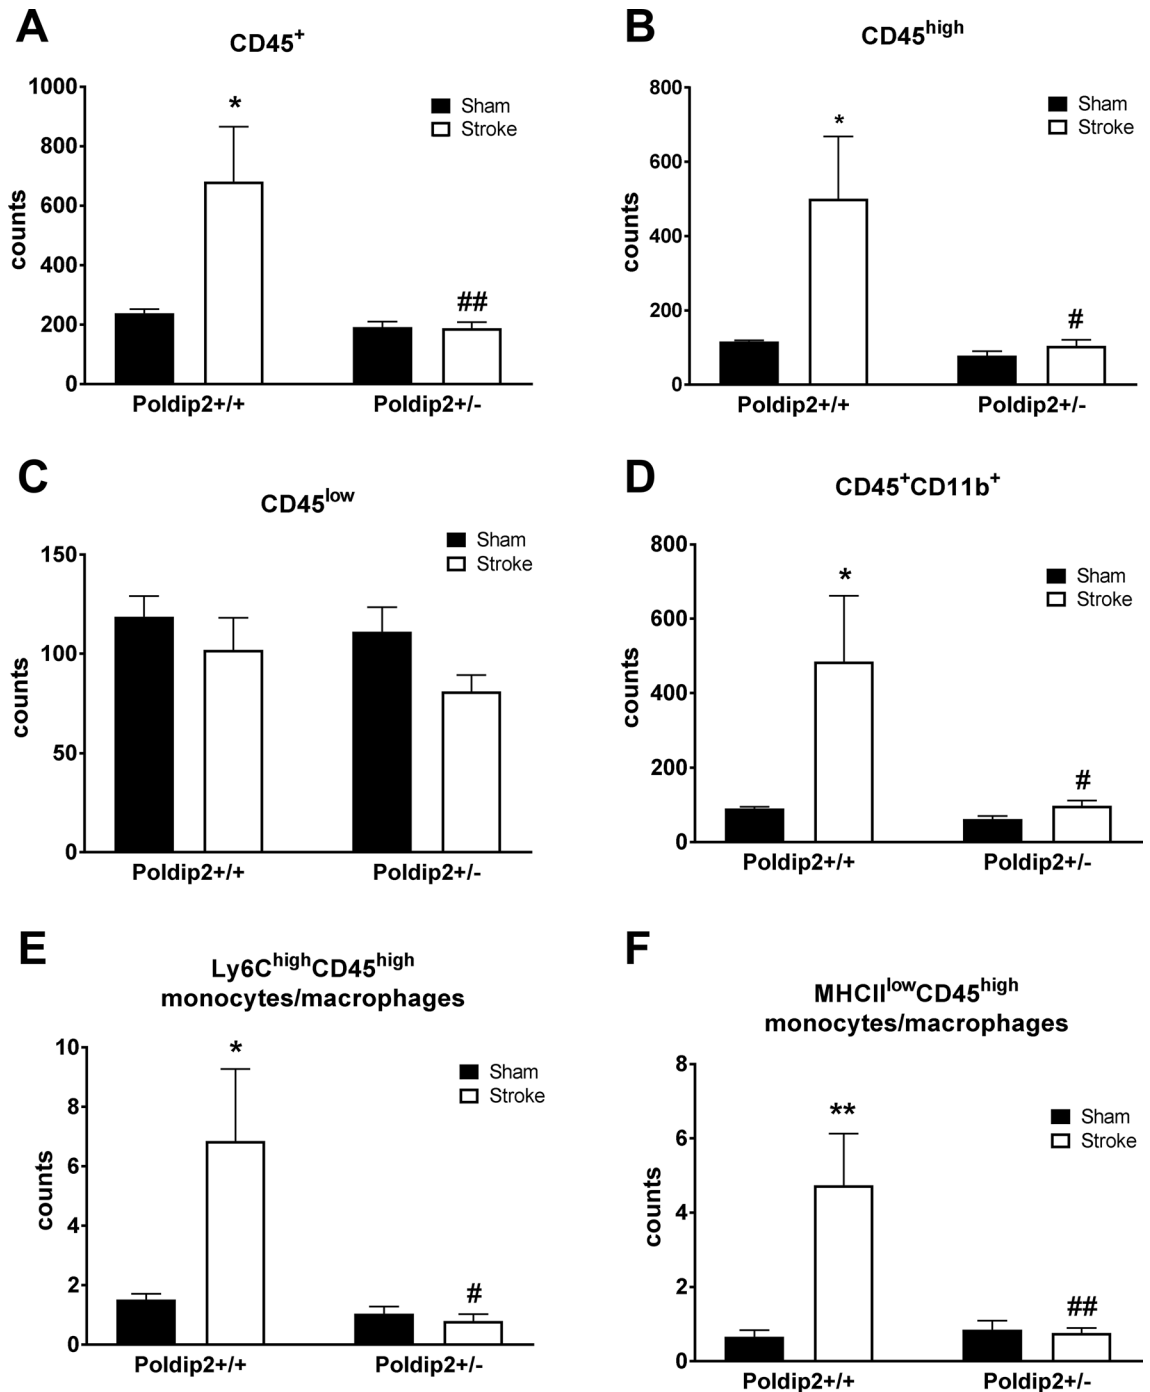 A
CD45⁺
1000
800
600
400
200
0
counts
*
##
Sham
Stroke
Poldip2+/+
Poldip2+/-
B
CD45ʰⁱᵍʰ
800
600
400
200
0
counts
*
#
Sham
Stroke
Poldip2+/+
Poldip2+/-
C
CD45ˡᵒʷ
150
100
50
0
counts
Sham
Stroke
Poldip2+/+
Poldip2+/-
D
CD45⁺CD11b⁺
800
600
400
200
0
counts
*
#
Sham
Stroke
Poldip2+/+
Poldip2+/-
E
Ly6CʰⁱᵍʰCD45ʰⁱᵍʰ
monocytes/macrophages
10
8
6
4
2
0
counts
*
#
Sham
Stroke
Poldip2+/+
Poldip2+/-
F
MHCIIˡᵒʷCD45ʰⁱᵍʰ
monocytes/macrophages
8
6
4
2
0
counts
**
##
Sham
Stroke
Poldip2+/+
Poldip2+/-